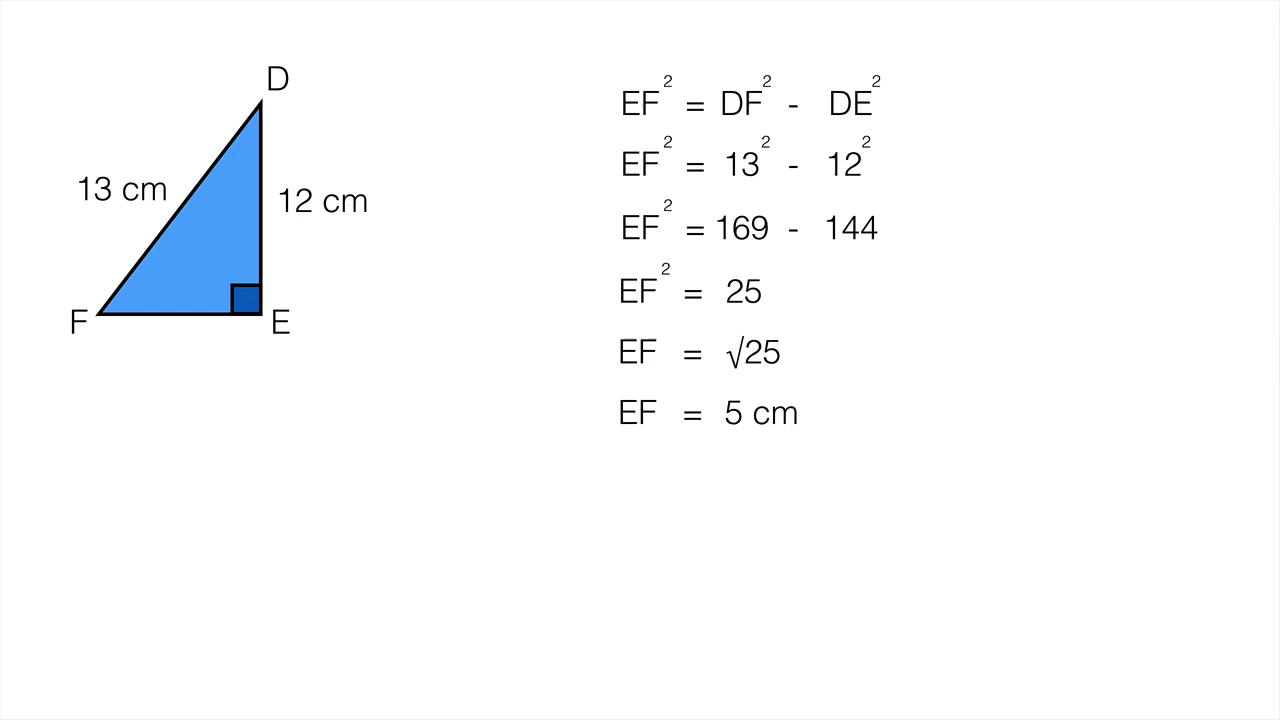 D
13 cm
12 cm
F
E
EF² = DF² - DE²
EF² = 13² - 12²
EF² = 169 - 144
EF² = 25
EF = √25
EF = 5 cm